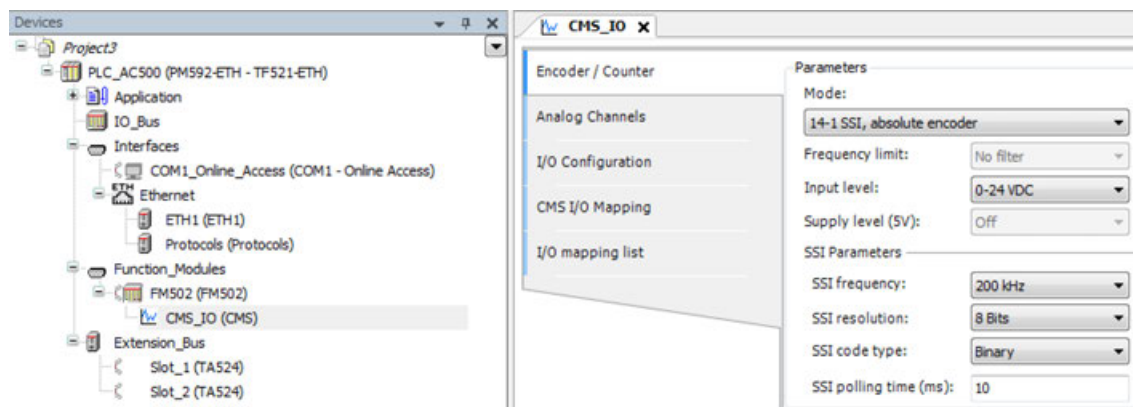 Devices
Project3
PLC_AC500 (PM592-ETH - TF521-ETH)
Application
IO_Bus
Interfaces
COM1_Online_Access (COM1 - Online Access)
ETH
Ethernet
ETH1 (ETH1)
Protocols (Protocols)
Function_Modules
FM502 (FM502)
CMS_IO (CMS)
Extension_Bus
Slot_1 (TA524)
Slot_2 (TA524)
CMS_IO X
Encoder / Counter
Analog Channels
I/O Configuration
CMS I/O Mapping
I/O mapping list
Parameters
Mode:
14-1 SSI, absolute encoder
Frequency limit: No filter
Input level: 0-24 VDC
Supply level (5V): Off
SSI Parameters
SSI frequency: 200 kHz
SSI resolution: 8 Bits
SSI code type: Binary
SSI polling time (ms): 10